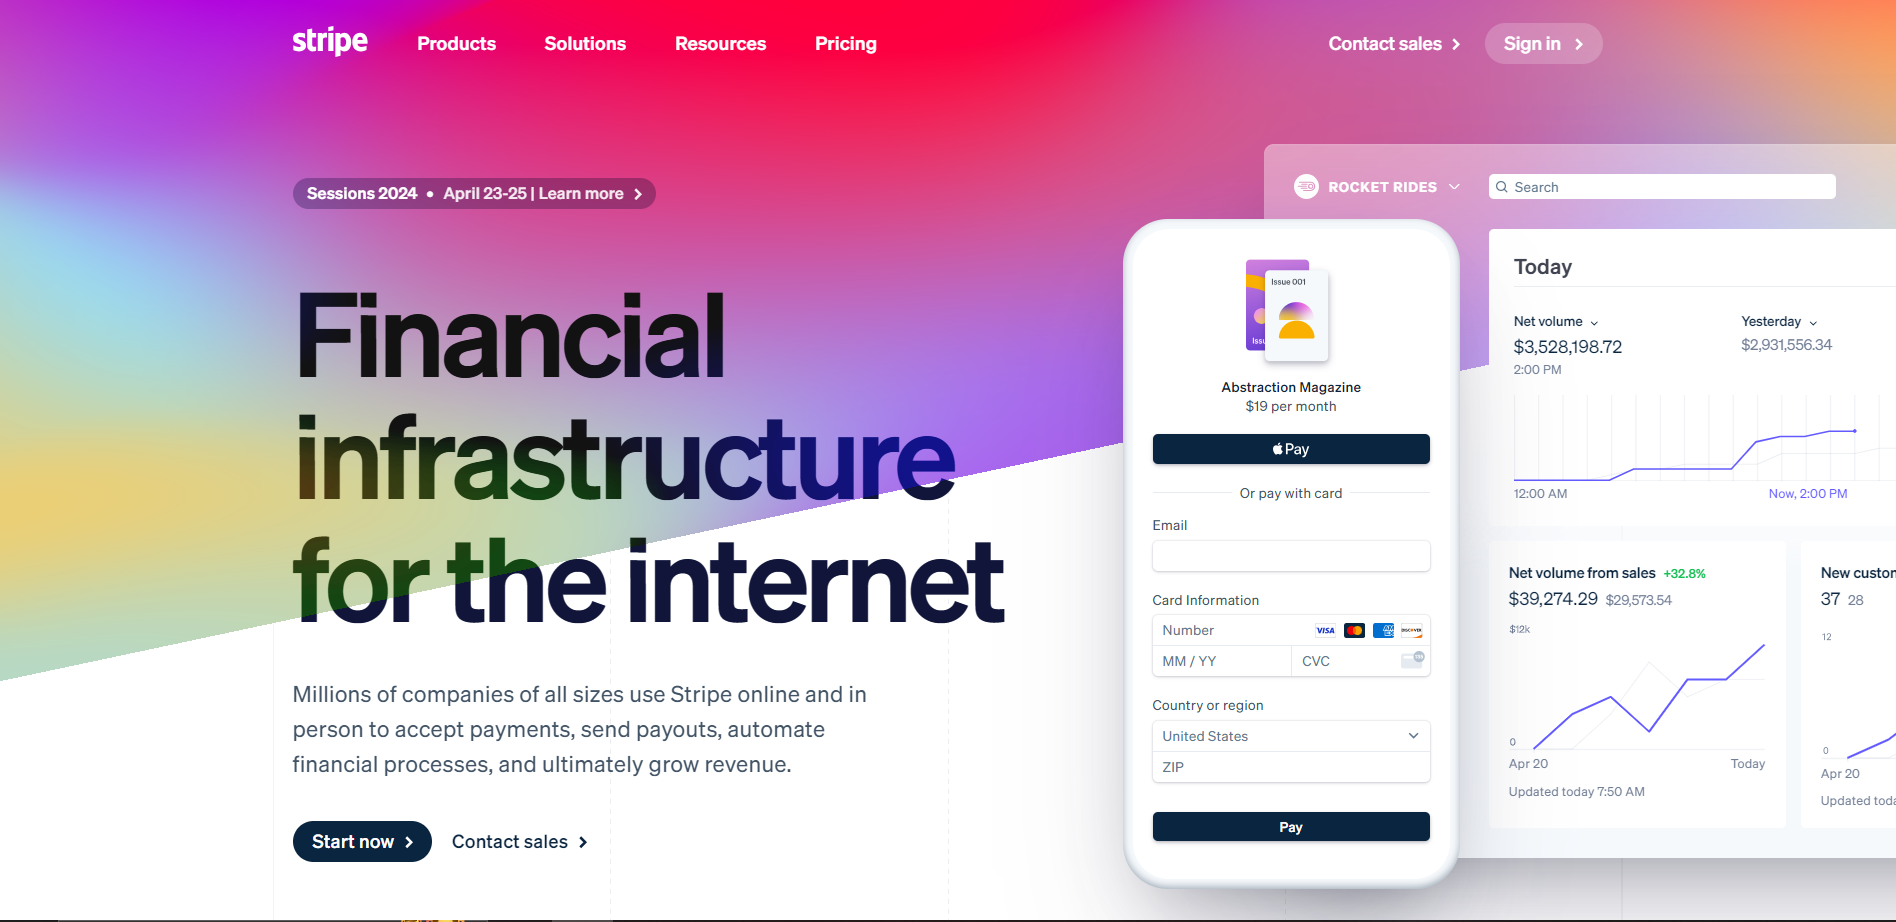 stripe
Products
Solutions
Resources
Pricing
Contact sales
Sign in
Sessions 2024 • April 23-25 | Learn more
Financial
infrastructure
for the internet
Millions of companies of all sizes use Stripe online and in
person to accept payments, send payouts, automate
financial processes, and ultimately grow revenue.
Start now
Contact sales
Issue 001
Abstraction Magazine
$19 per month
Pay
Or pay with card
Email
Card Information
Number
VISA
DISCOVER
MM / YY
CVC
Country or region
United States
ZIP
Pay
ROCKET RIDES
Search
Today
Net volume
$3,528,198.72
2:00 PM
Yesterday
$2,931,556.34
12:00 AM
Now, 2:00 PM
Net volume from sales +32.8%
$39,274.29 $29,573.54
$12k
0
Apr 20
Today
Updated today 7:50 AM
New custom
37 28
12
0
Apr 20
Updated toda